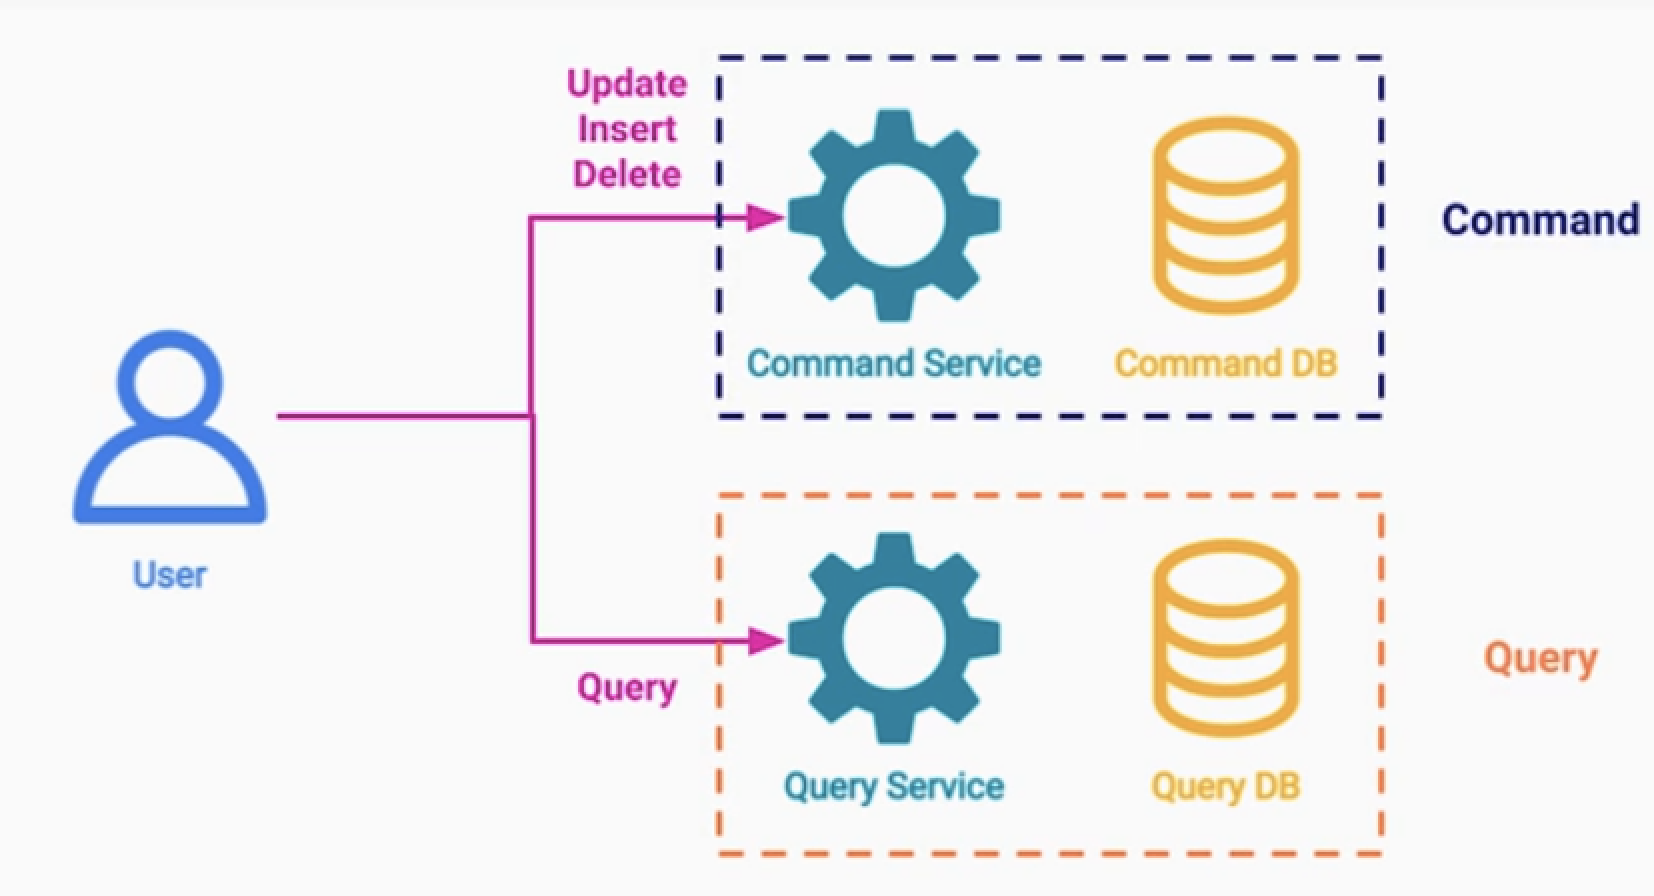 Update
Insert
Delete
Command Service
Command DB
Command
User
Query
Query Service
Query DB
Query